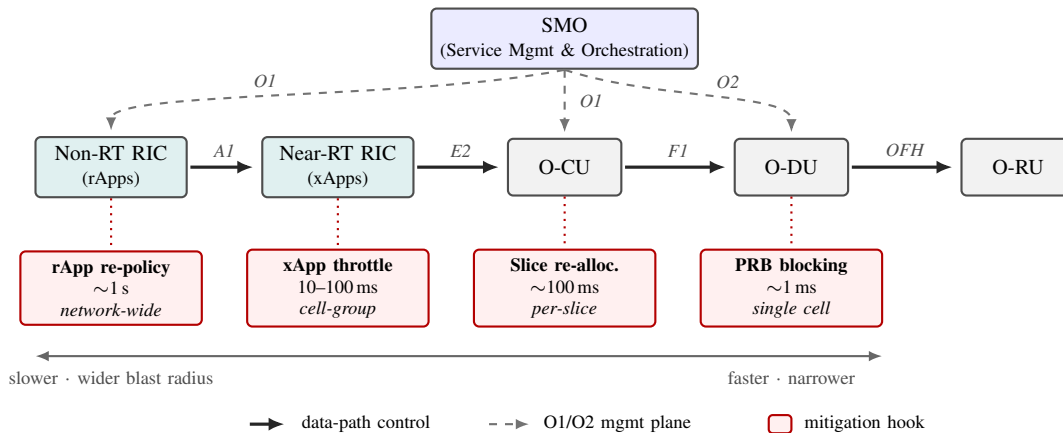 SMO
(Service Mgmt & Orchestration)
O1
O1
O2
Non-RT RIC
(rApps)
A1
Near-RT RIC
(xApps)
E2
O-CU
F1
O-DU
OFH
O-RU
rApp re-policy
∼1 s
network-wide
xApp throttle
10–100 ms
cell-group
Slice re-alloc.
∼100 ms
per-slice
PRB blocking
∼1 ms
single cell
slower · wider blast radius
faster · narrower
data-path control
O1/O2 mgmt plane
mitigation hook